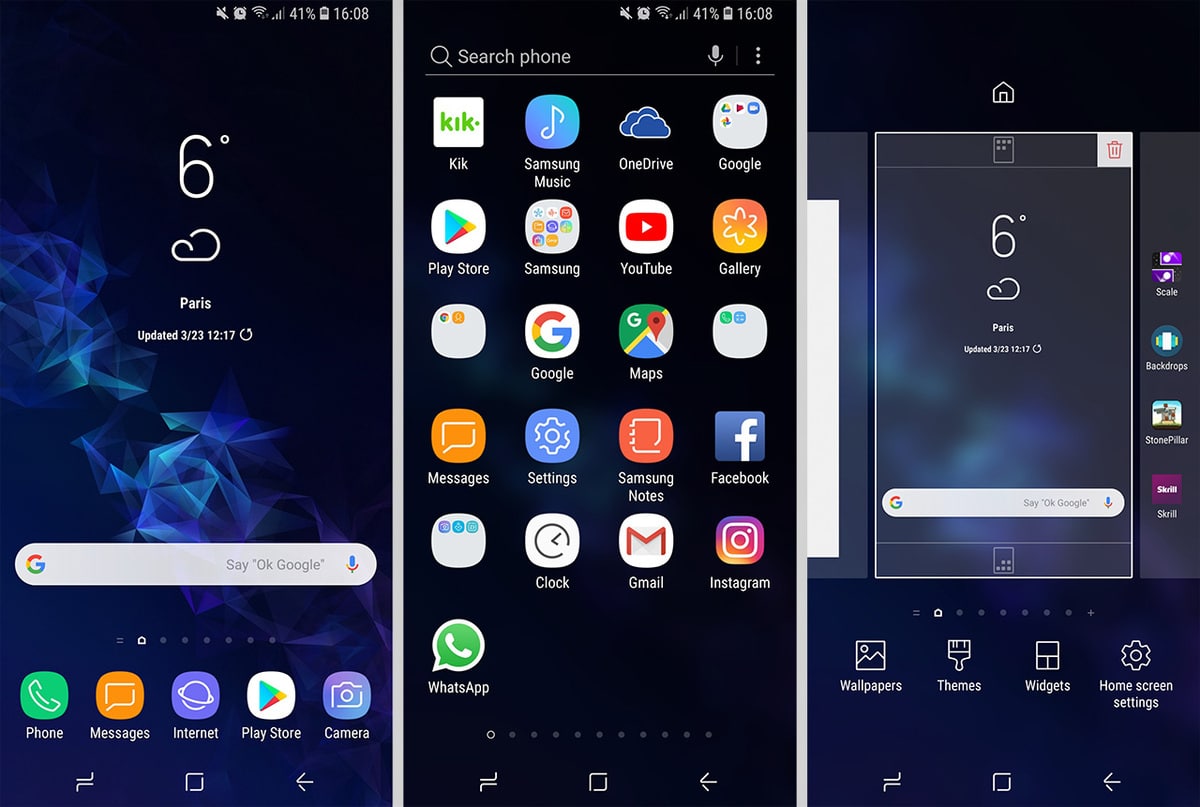 41% 16:08
6°
Paris
Updated 3/23 12:17
Say "Ok Google"
Phone
Messages
Internet
Play Store
Camera
41% 16:08
Search phone
kik.
Kik
Samsung
Music
OneDrive
Google
Play Store
Samsung
YouTube
Gallery
Google
Maps
Messages
Settings
Samsung
Notes
Facebook
Clock
Gmail
Instagram
WhatsApp
6°
Paris
Updated 3/23 12:17
Say "Ok Google"
Scale
Backdrops
StonePillar
Skrill
Skrill
Wallpapers
Themes
Widgets
Home screen
settings